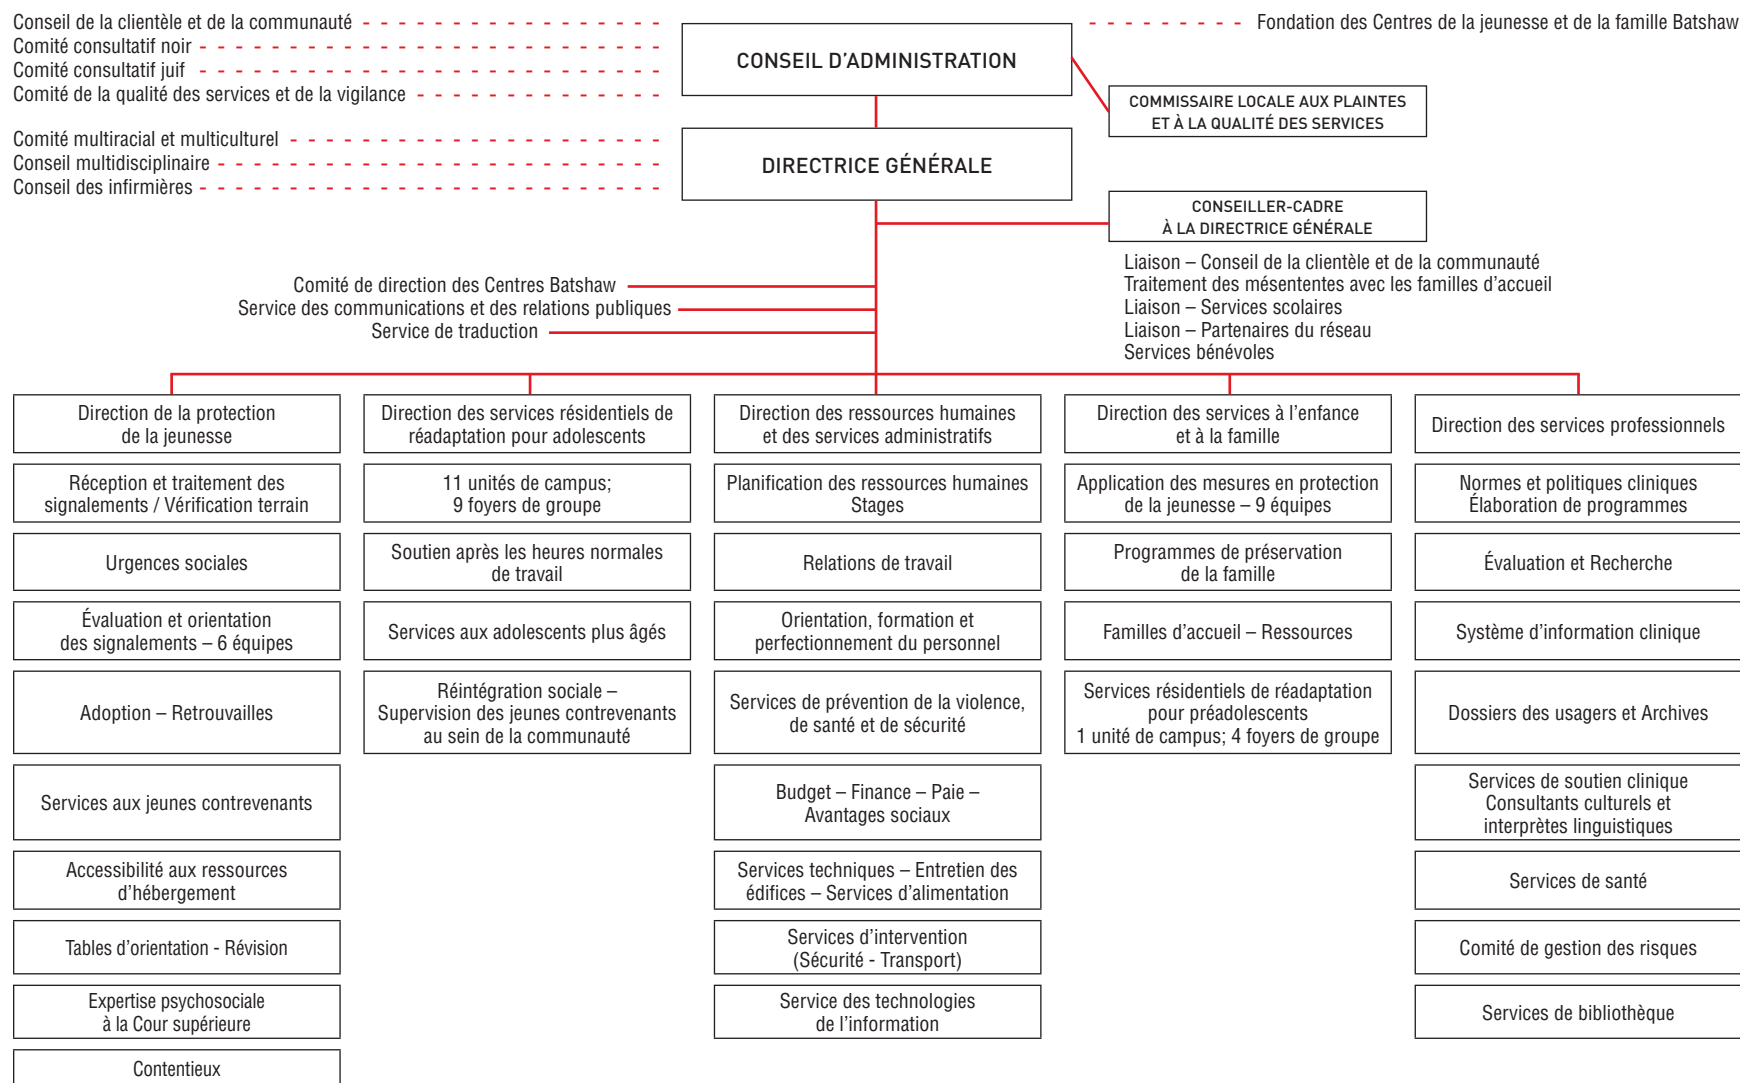 Conseil de la clientèle et de la communauté
Comité consultatif noir
Comité consultatif juif
Comité de la qualité des services et de la vigilance
Comité multiracial et multiculturel
Conseil multidisciplinaire
Conseil des infirmières
CONSEIL D'ADMINISTRATION
Fondation des Centres de la jeunesse et de la famille Batshaw
COMMISSAIRE LOCALE AUX PLAINTES
ET À LA QUALITÉ DES SERVICES
DIRECTRICE GÉNÉRALE
CONSEILLER-CADRE
À LA DIRECTRICE GÉNÉRALE
Liaison – Conseil de la clientèle et de la communauté
Traitement des mésententes avec les familles d'accueil
Liaison – Services scolaires
Liaison – Partenaires du réseau
Services bénévoles
Comité de direction des Centres Batshaw
Service des communications et des relations publiques
Service de traduction
Direction de la protection
de la jeunesse
Réception et traitement des
signalements / Vérification terrain
Urgences sociales
Évaluation et orientation
des signalements – 6 équipes
Adoption – Retrouvailles
Services aux jeunes contrevenants
Accessibilité aux ressources
d'hébergement
Tables d'orientation - Révision
Expertise psychosociale
à la Cour supérieure
Contentieux
Direction des services résidentiels de
réadaptation pour adolescents
11 unités de campus;
9 foyers de groupe
Soutien après les heures normales
de travail
Services aux adolescents plus âgés
Réintégration sociale –
Supervision des jeunes contrevenants
au sein de la communauté
Direction des ressources humaines
et des services administratifs
Planification des ressources humaines
Stages
Relations de travail
Orientation, formation et
perfectionnement du personnel
Services de prévention de la violence,
de santé et de sécurité
Budget – Finance – Paie –
Avantages sociaux
Services techniques – Entretien des
édifices – Services d'alimentation
Services d'intervention
(Sécurité - Transport)
Service des technologies
de l'information
Direction des services à l'enfance
et à la famille
Application des mesures en protection
de la jeunesse – 9 équipes
Programmes de préservation
de la famille
Familles d'accueil – Ressources
Services résidentiels de réadaptation
pour préadolescents
1 unité de campus; 4 foyers de groupe
Direction des services professionnels
Normes et politiques cliniques
Élaboration de programmes
Évaluation et Recherche
Système d'information clinique
Dossiers des usagers et Archives
Services de soutien clinique
Consultants culturels et
interprètes linguistiques
Services de santé
Comité de gestion des risques
Services de bibliothèque